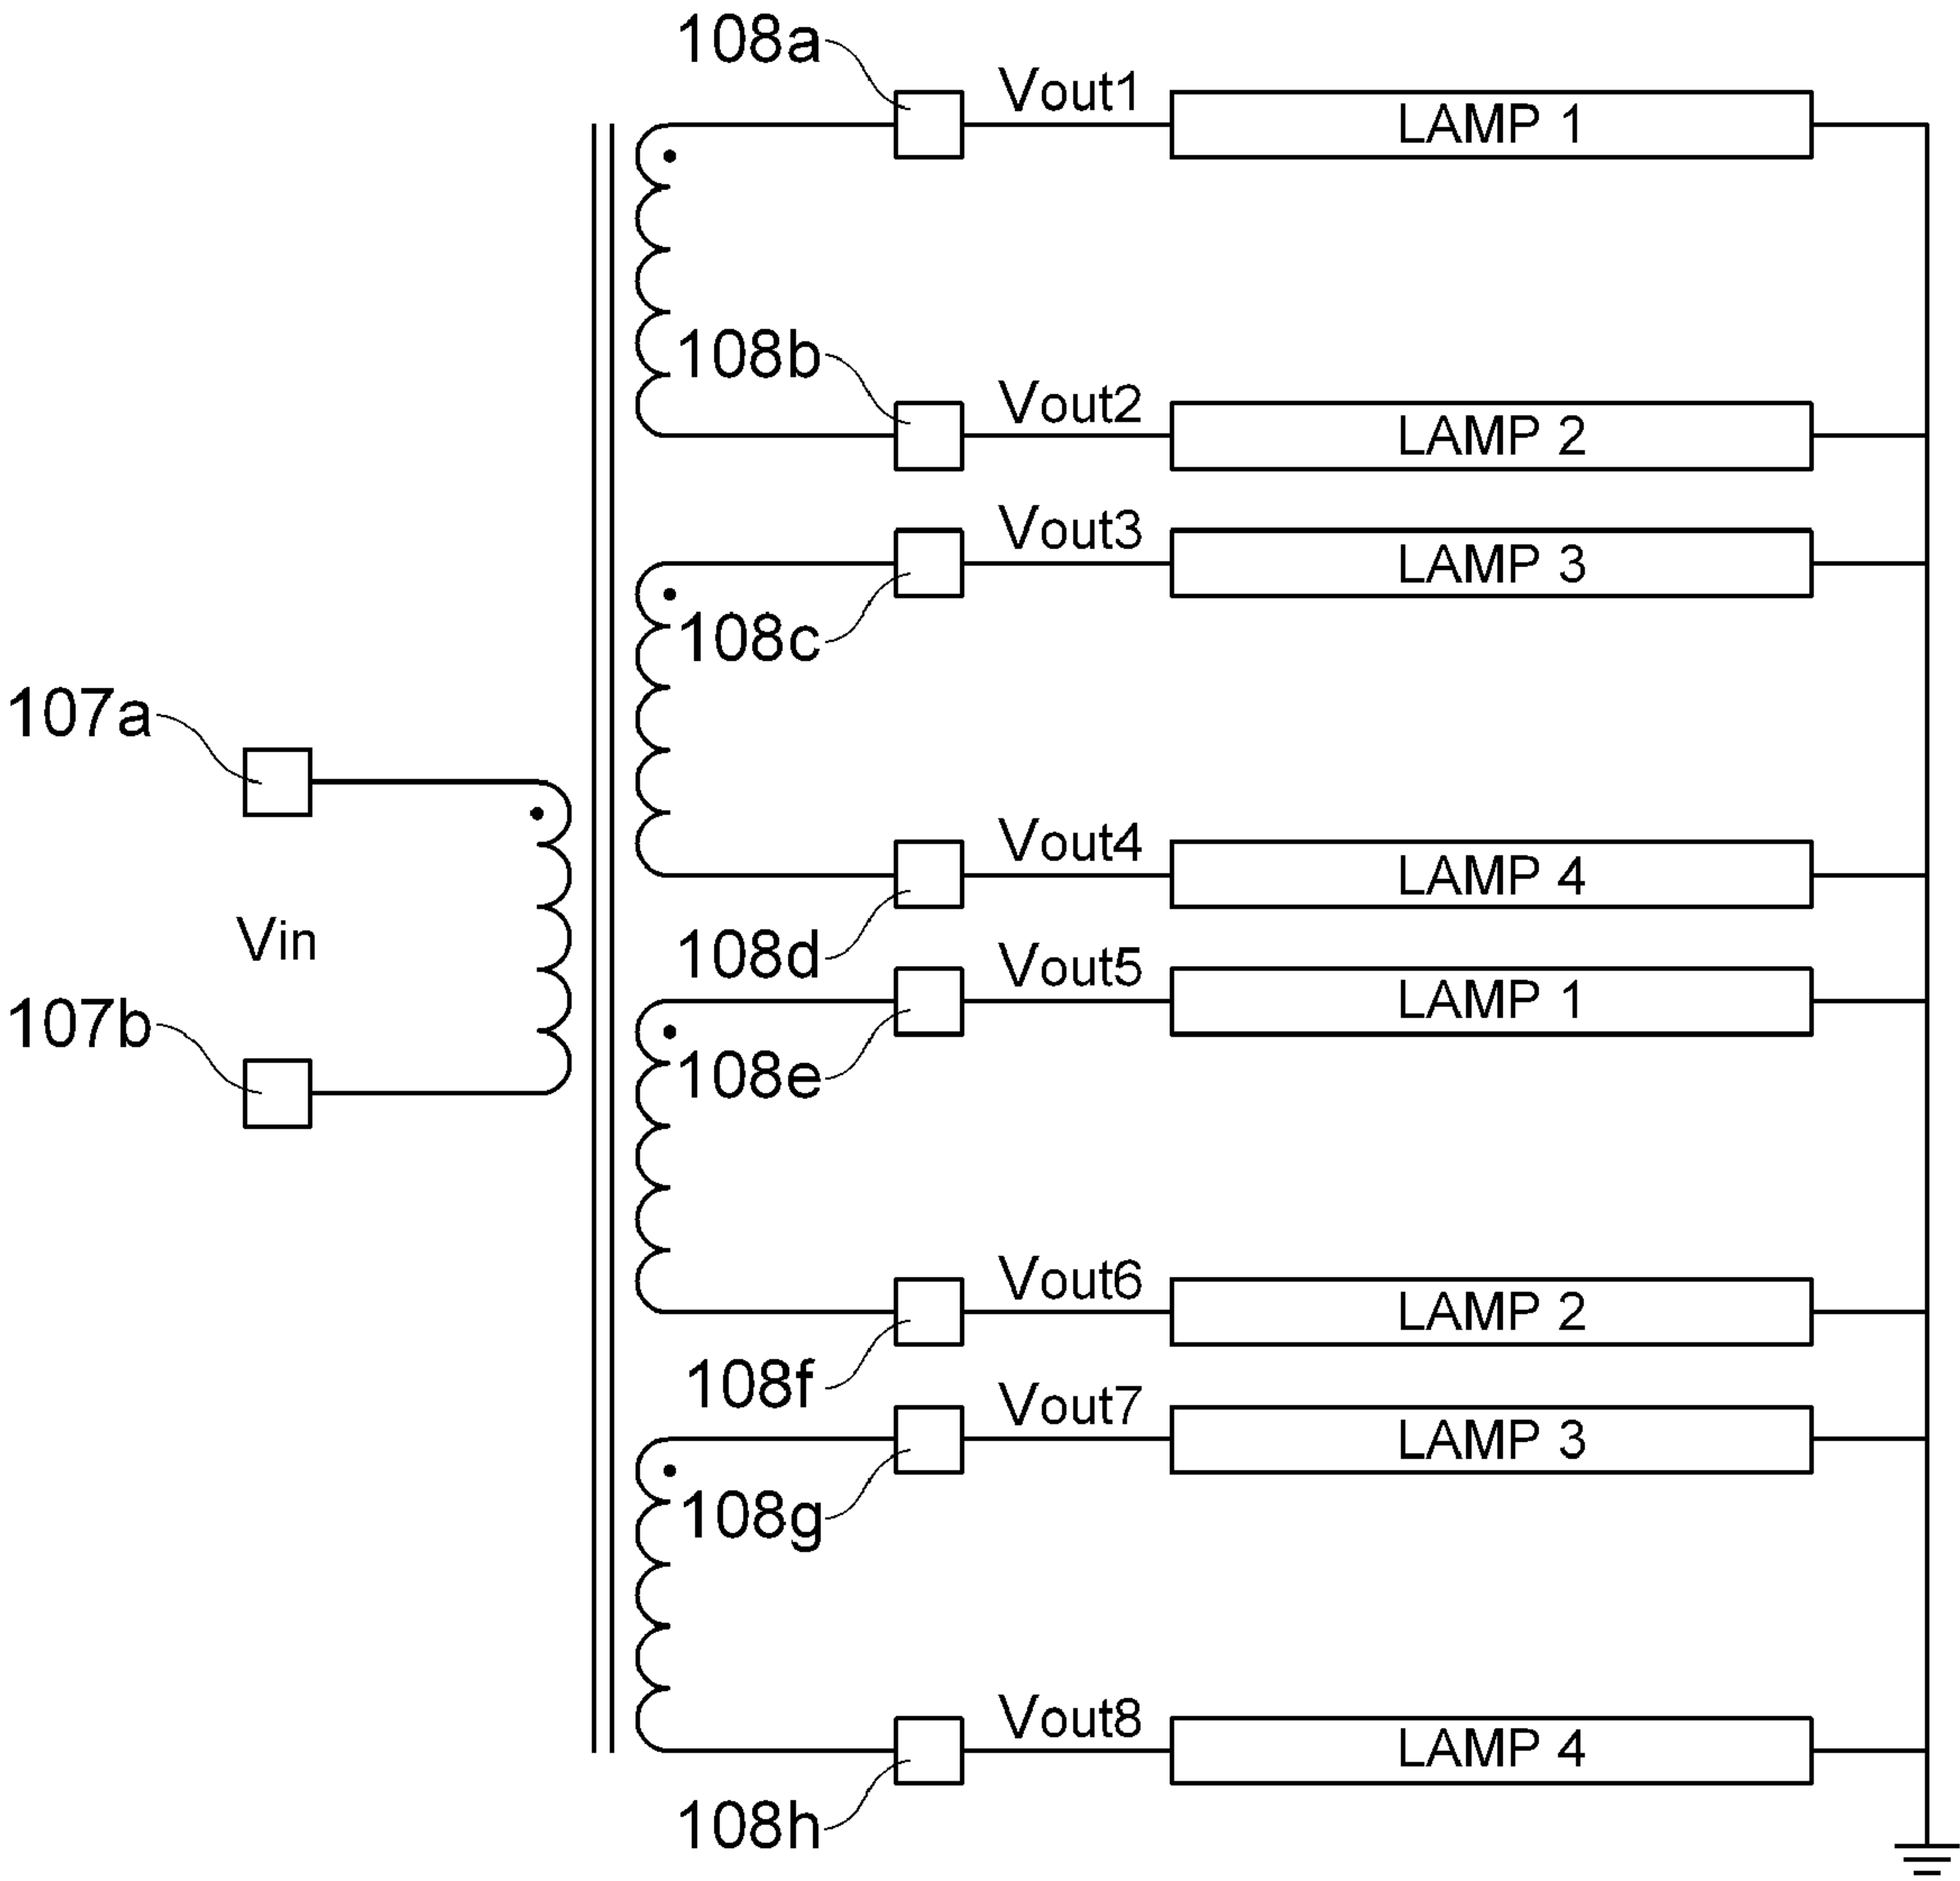 108a
Vout1
LAMP 1
108b
Vout2
LAMP 2
Vout3
LAMP 3
108c
107a
Vout4
LAMP 4
Vin
108d
Vout5
LAMP 1
107b
108e
Vout6
LAMP 2
108f
Vout7
LAMP 3
108g
Vout8
LAMP 4
108h